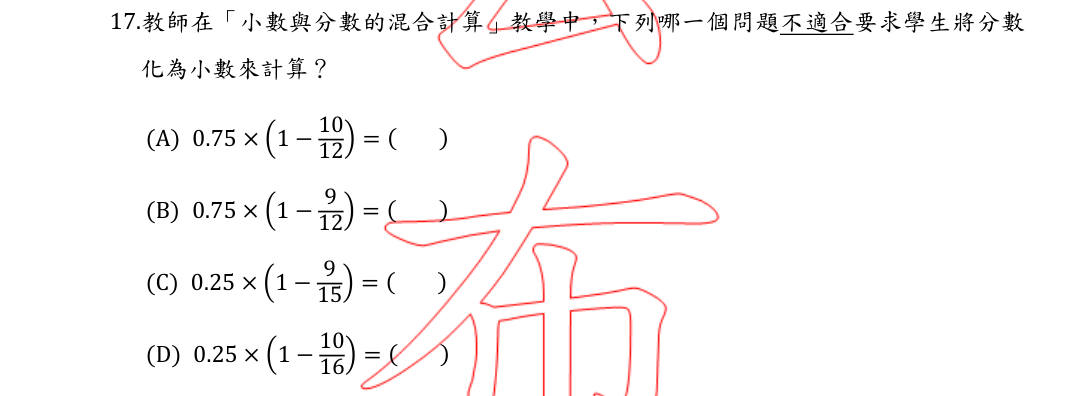 17.教師在「小數與分數的混合計算」教學中，下列哪一個問題不適合要求學生將分數
化為小數來計算？
(A) 0.75 × (1 − 10/12) = (　)
(B) 0.75 × (1 − 9/12) = (　)
(C) 0.25 × (1 − 9/15) = (　)
(D) 0.25 × (1 − 10/16) = (　)
布